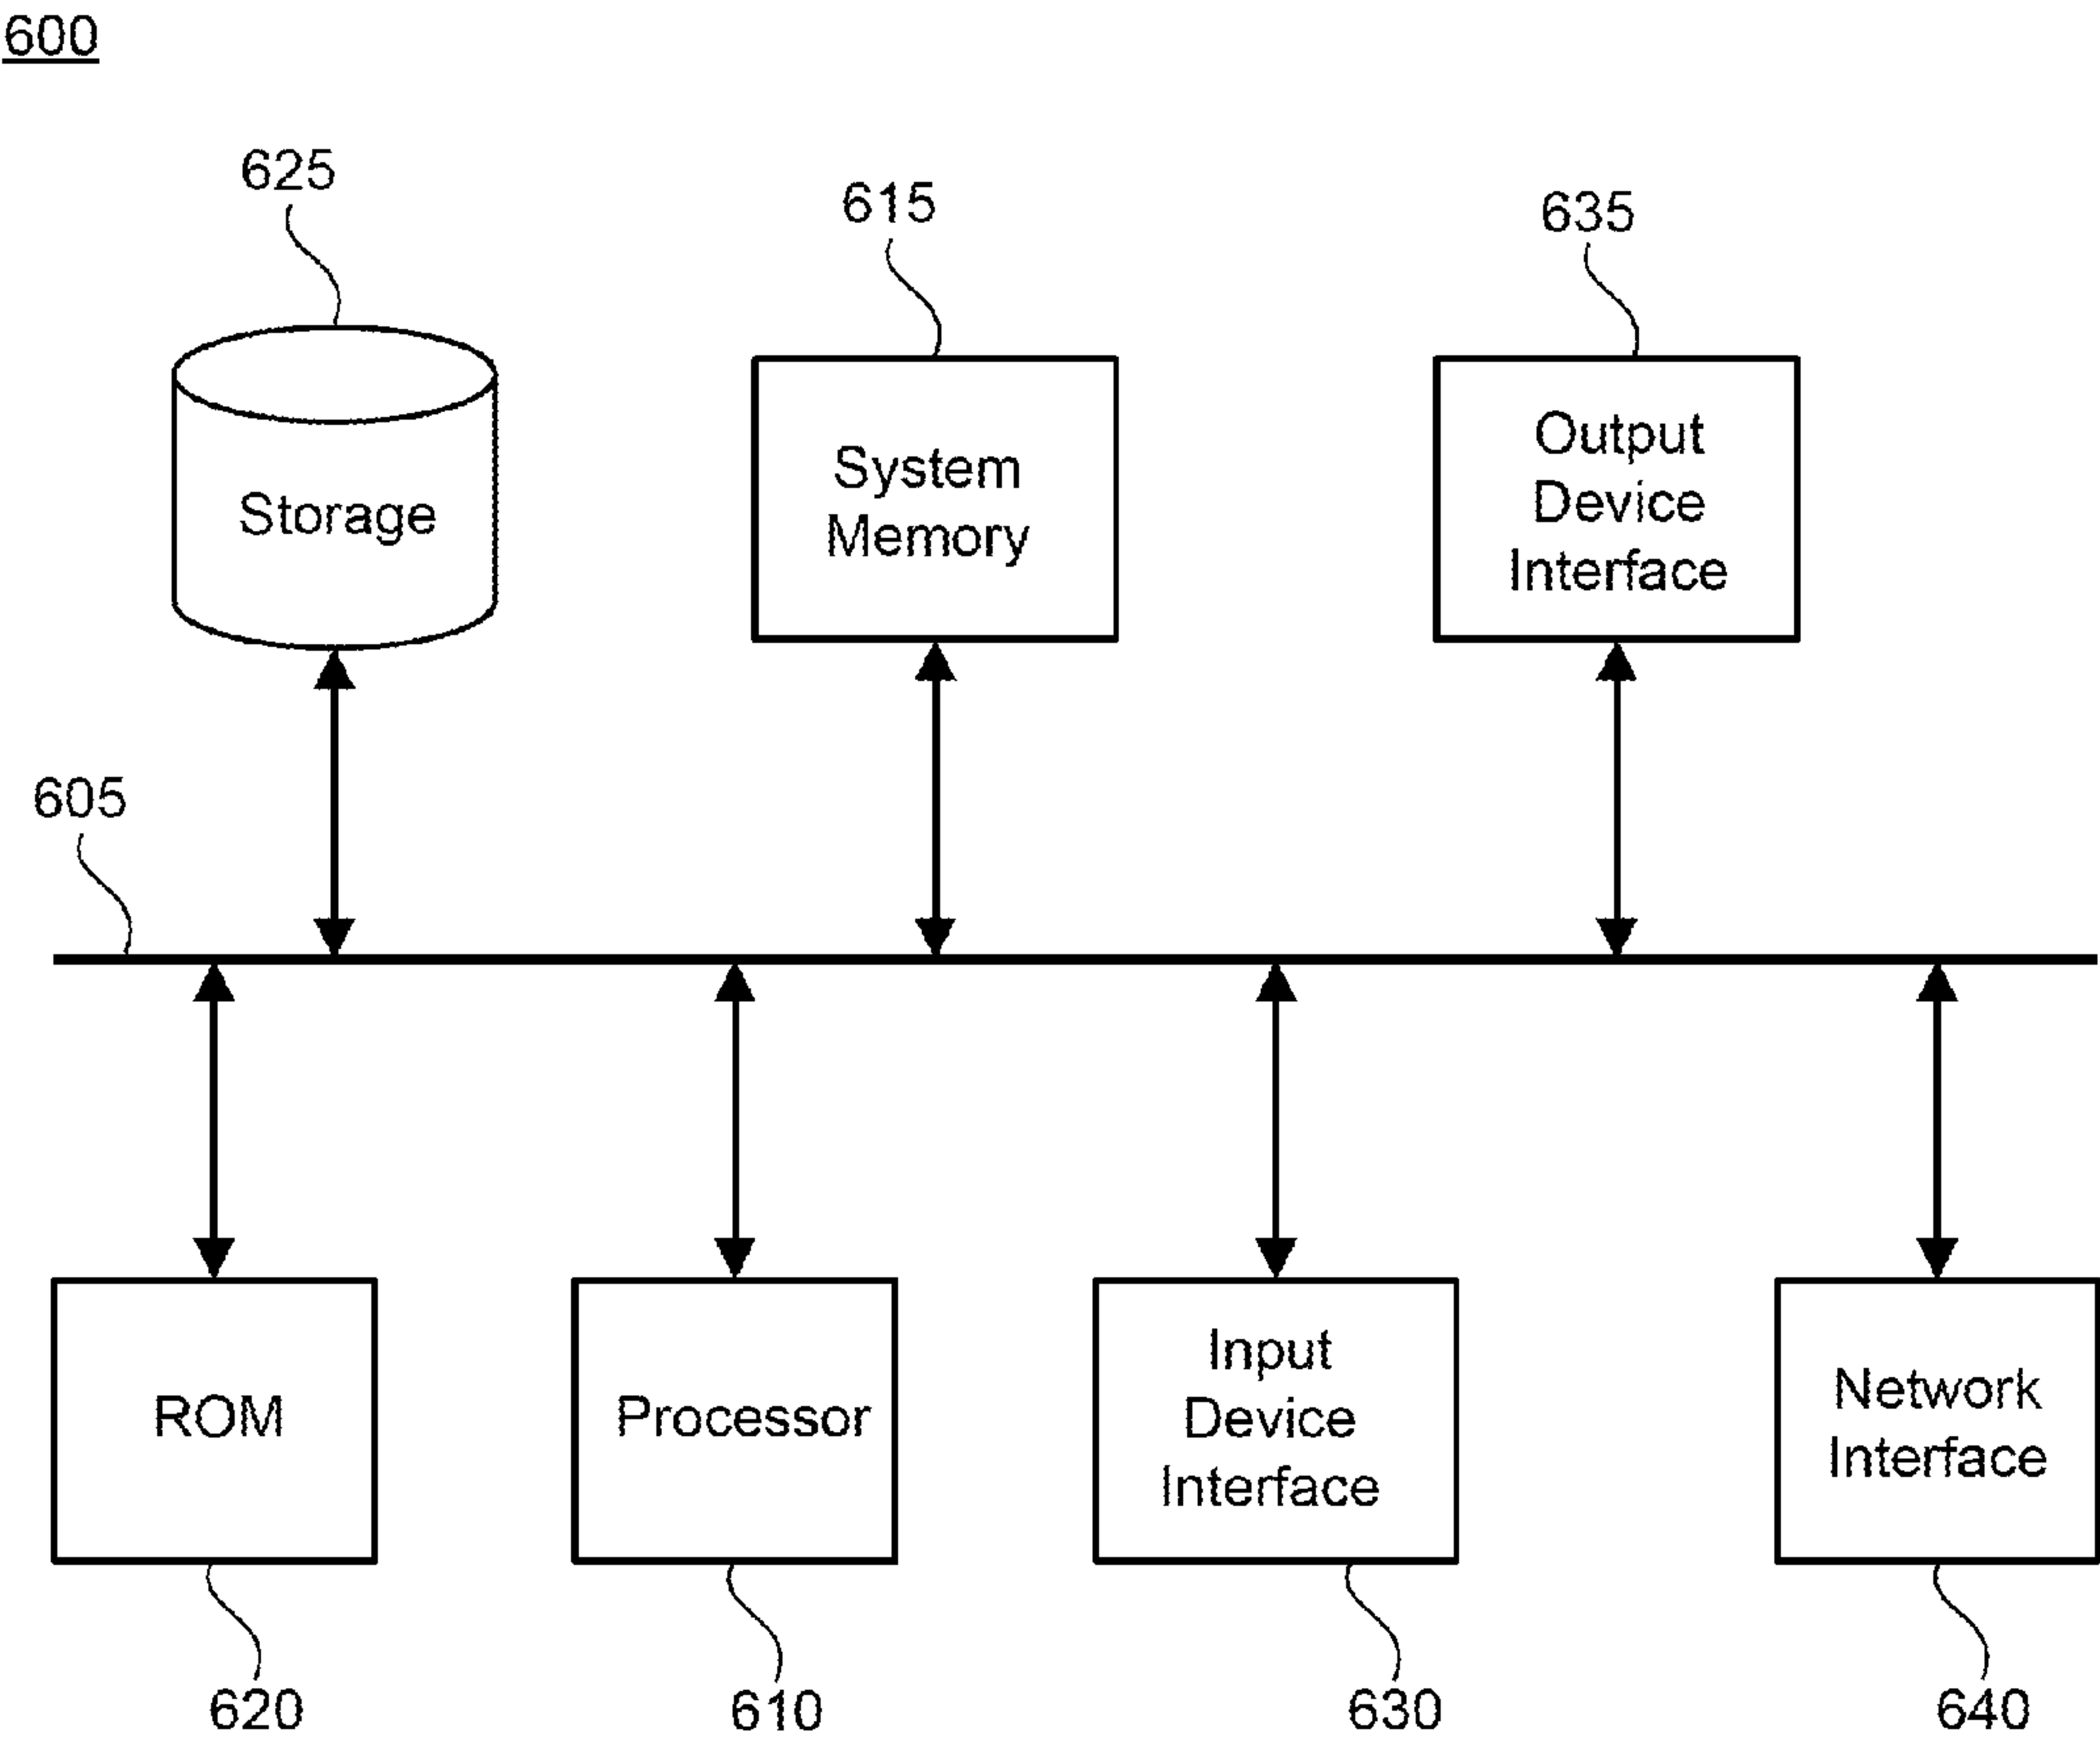 600
625
615
635
Storage
System
Memory
Output
Device
Interface
605
ROM
Processor
Input
Device
Interface
Network
Interface
620
610
630
640